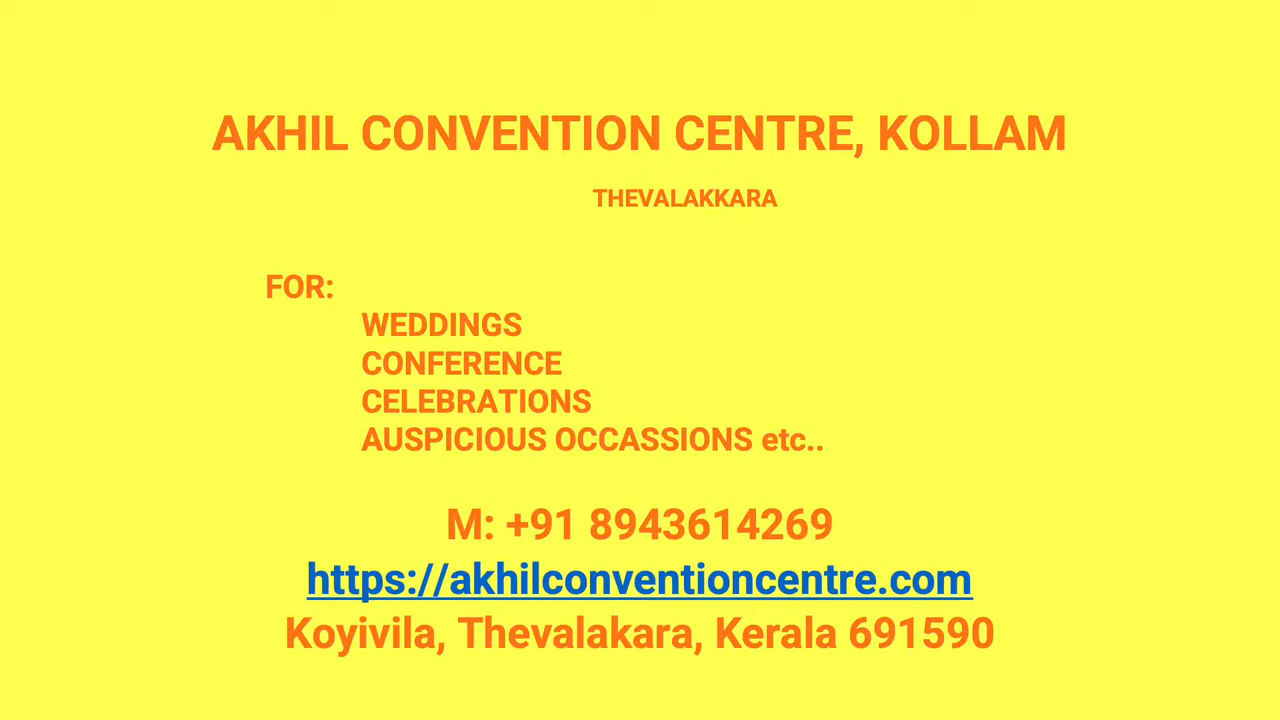 AKHIL CONVENTION CENTRE, KOLLAM
THEVALAKKARA
FOR:
WEDDINGS
CONFERENCE
CELEBRATIONS
AUSPICIOUS OCCASSIONS etc..
M: +91 8943614269
https://akhilconventioncentre.com
Koyivila, Thevalakara, Kerala 691590